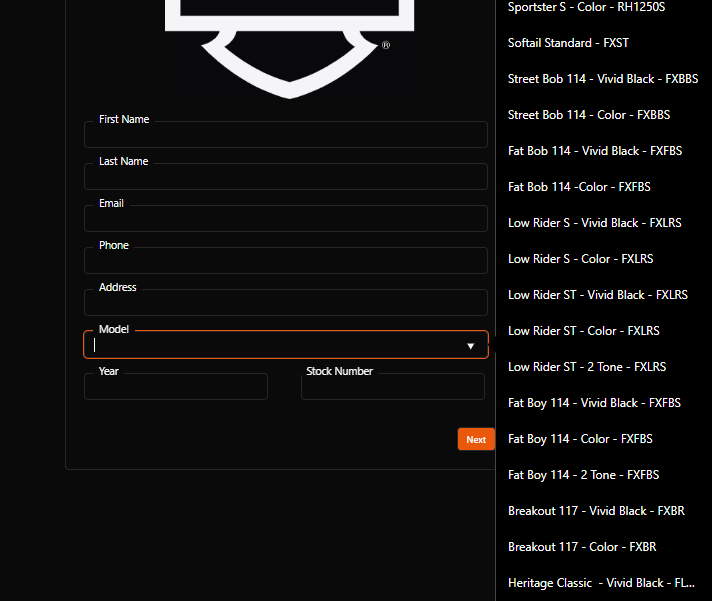 ®
First Name
Last Name
Email
Phone
Address
Model
Year
Stock Number
Next
Sportster S - Color - RH1250S
Softail Standard - FXST
Street Bob 114 - Vivid Black - FXBBS
Street Bob 114 - Color - FXBBS
Fat Bob 114 - Vivid Black - FXFBS
Fat Bob 114 -Color - FXFBS
Low Rider S - Vivid Black - FXLRS
Low Rider S - Color - FXLRS
Low Rider ST - Vivid Black - FXLRS
Low Rider ST - Color - FXLRS
Low Rider ST - 2 Tone - FXLRS
Fat Boy 114 - Vivid Black - FXFBS
Fat Boy 114 - Color - FXFBS
Fat Boy 114 - 2 Tone - FXFBS
Breakout 117 - Vivid Black - FXBR
Breakout 117 - Color - FXBR
Heritage Classic  - Vivid Black - FL...